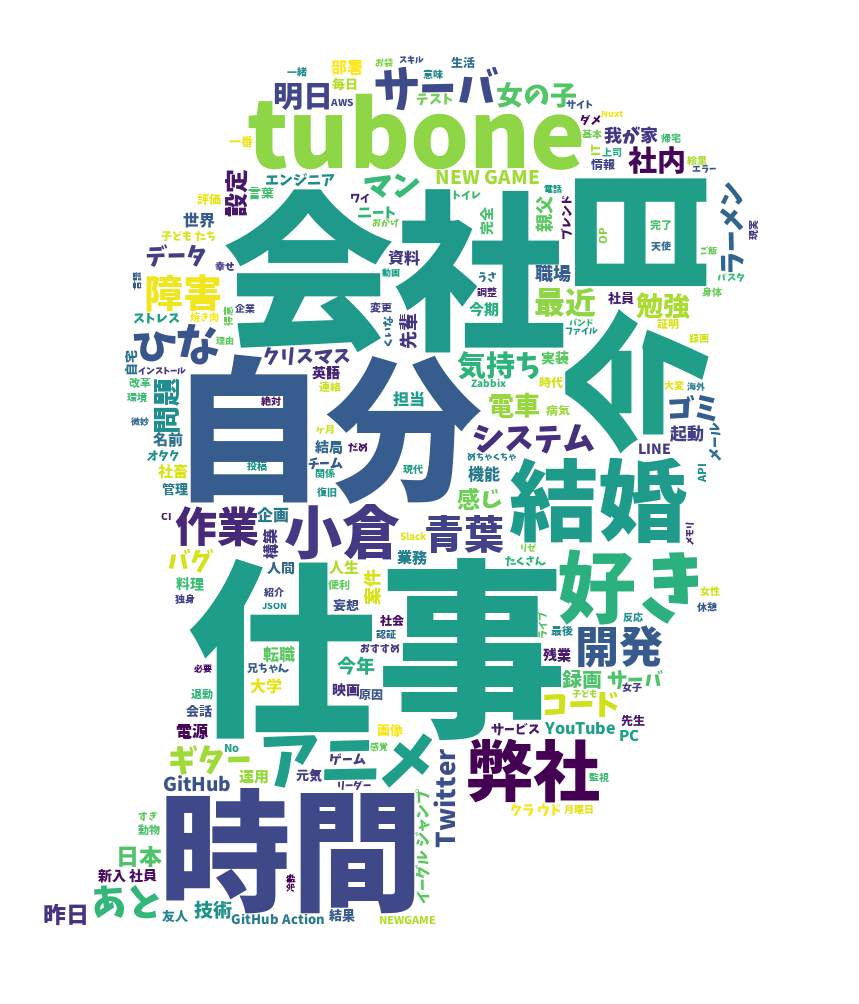 一緒
部署
お袋
スキル
生活
意味
毎日
明日
AWS
サーバ
テスト
女の子
サイト
tubone
ダメ
Nuxt
基本
我が家
帰宅
IT
上司
社内
絵里
エラー
情報
一番
NEW GAME
設定
エンジニア
言葉
マン
トイレ
電話
評価
ワイ
ニート
おかげ
完全
親父
ブレンド
世界
子ども たち
会社
今日
OP
完了
天使
ラーメン
現実
ご飯
パスタ
身体
データ
幸せ
資料
動画
うさ
調整
職場
障害
焼き肉
企業
変更
先輩
今期
最近
社員
勉強
証明
録画
ストレス
ひな
理由
バンド
ファイル
自宅
インストール
クリスマス
英語
連絡
気持ち
実装
改革
環境
微妙
問題
自分
絶対
担当
Zabbix
時代
大変
海外
電車
病気
ゴミ
名前
オタク
ヶ月
結局
だめ
システム
起動
メール
めちゃくちゃ
LINE
社畜
管理
投稿
チーム
関係
復旧
現代
機能
API
感じ
結婚
CI
作業
企画
構築
小倉
Slack
青葉
メモリ
バグ
業務
リゼ
たくさん
好き
人間
人生
案件
料理
独身
紹介
JSON
便利
妄想
女性
休憩
仕事
社会
認証
おすすめ
ライブ
最後
反応
開発
必要
転職
兄ちゃん
今年
残業
退勤
大学
映画
原因
録画 サーバ
女子
子ども
コード
会話
電源
No
画像
感覚
サービス
YouTube
先生
PC
ギター
アニメ
ゲーム
弊社
監視
GitHub
運用
元気
リーダー
Twitter
クラウド
月曜日
時間
イーグル ジャンプ
すぎ
動物
日本
新入 社員
昨日
あと
友人
技術
GitHub Action
結果
NEWGAME